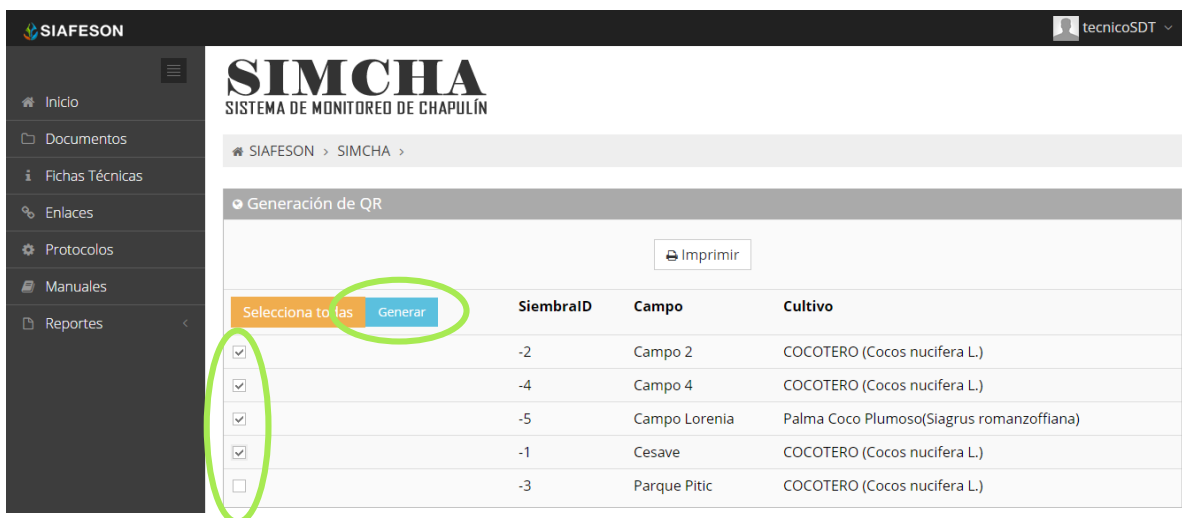 SIAFESON
tecnicoSDT
Inicio
Documentos
Fichas Técnicas
Enlaces
Protocolos
Manuales
Reportes
SIMCHA
SISTEMA DE MONITOREO DE CHAPULÍN
SIAFESON > SIMCHA >
Generación de QR
Imprimir
Selecciona todas Generar SiembraID Campo Cultivo
-2 Campo 2 COCOTERO (Cocos nucifera L.)
-4 Campo 4 COCOTERO (Cocos nucifera L.)
-5 Campo Lorenia Palma Coco Plumoso(Siagrus romanzoffiana)
-1 Cesave COCOTERO (Cocos nucifera L.)
-3 Parque Pitic COCOTERO (Cocos nucifera L.)